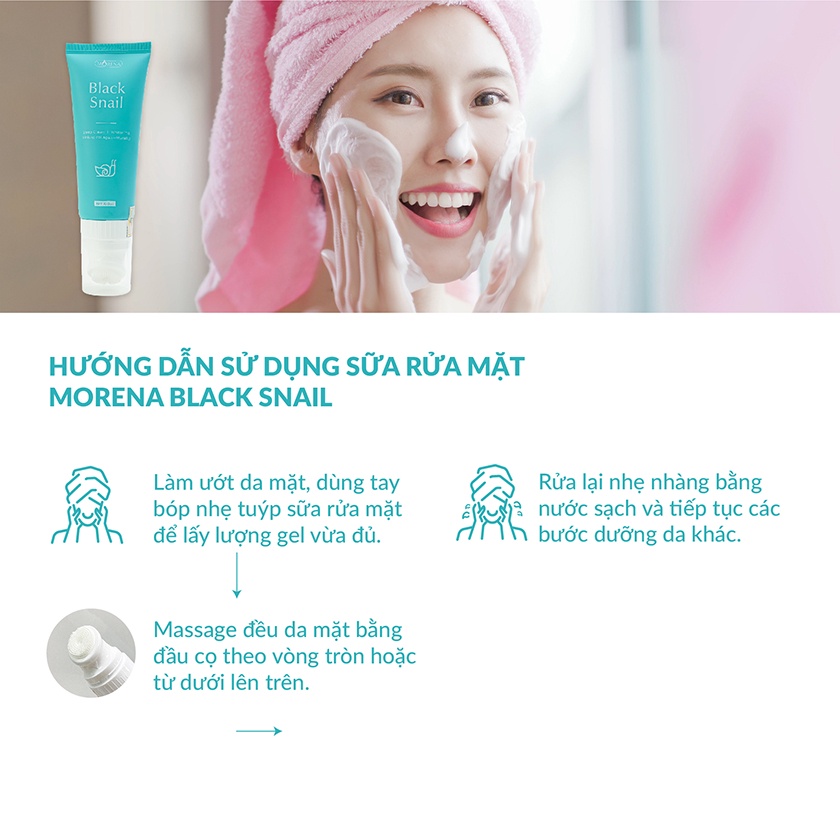 Black
Snail
HƯỚNG DẪN SỬ DỤNG SỮA RỬA MẶT
MORENA BLACK SNAIL
Làm ướt da mặt, dùng tay
bóp nhẹ tuýp sữa rửa mặt
để lấy lượng gel vừa đủ.
Massage đều da mặt bằng
đầu cọ theo vòng tròn hoặc
từ dưới lên trên.
Rửa lại nhẹ nhàng bằng
nước sạch và tiếp tục các
bước dưỡng da khác.